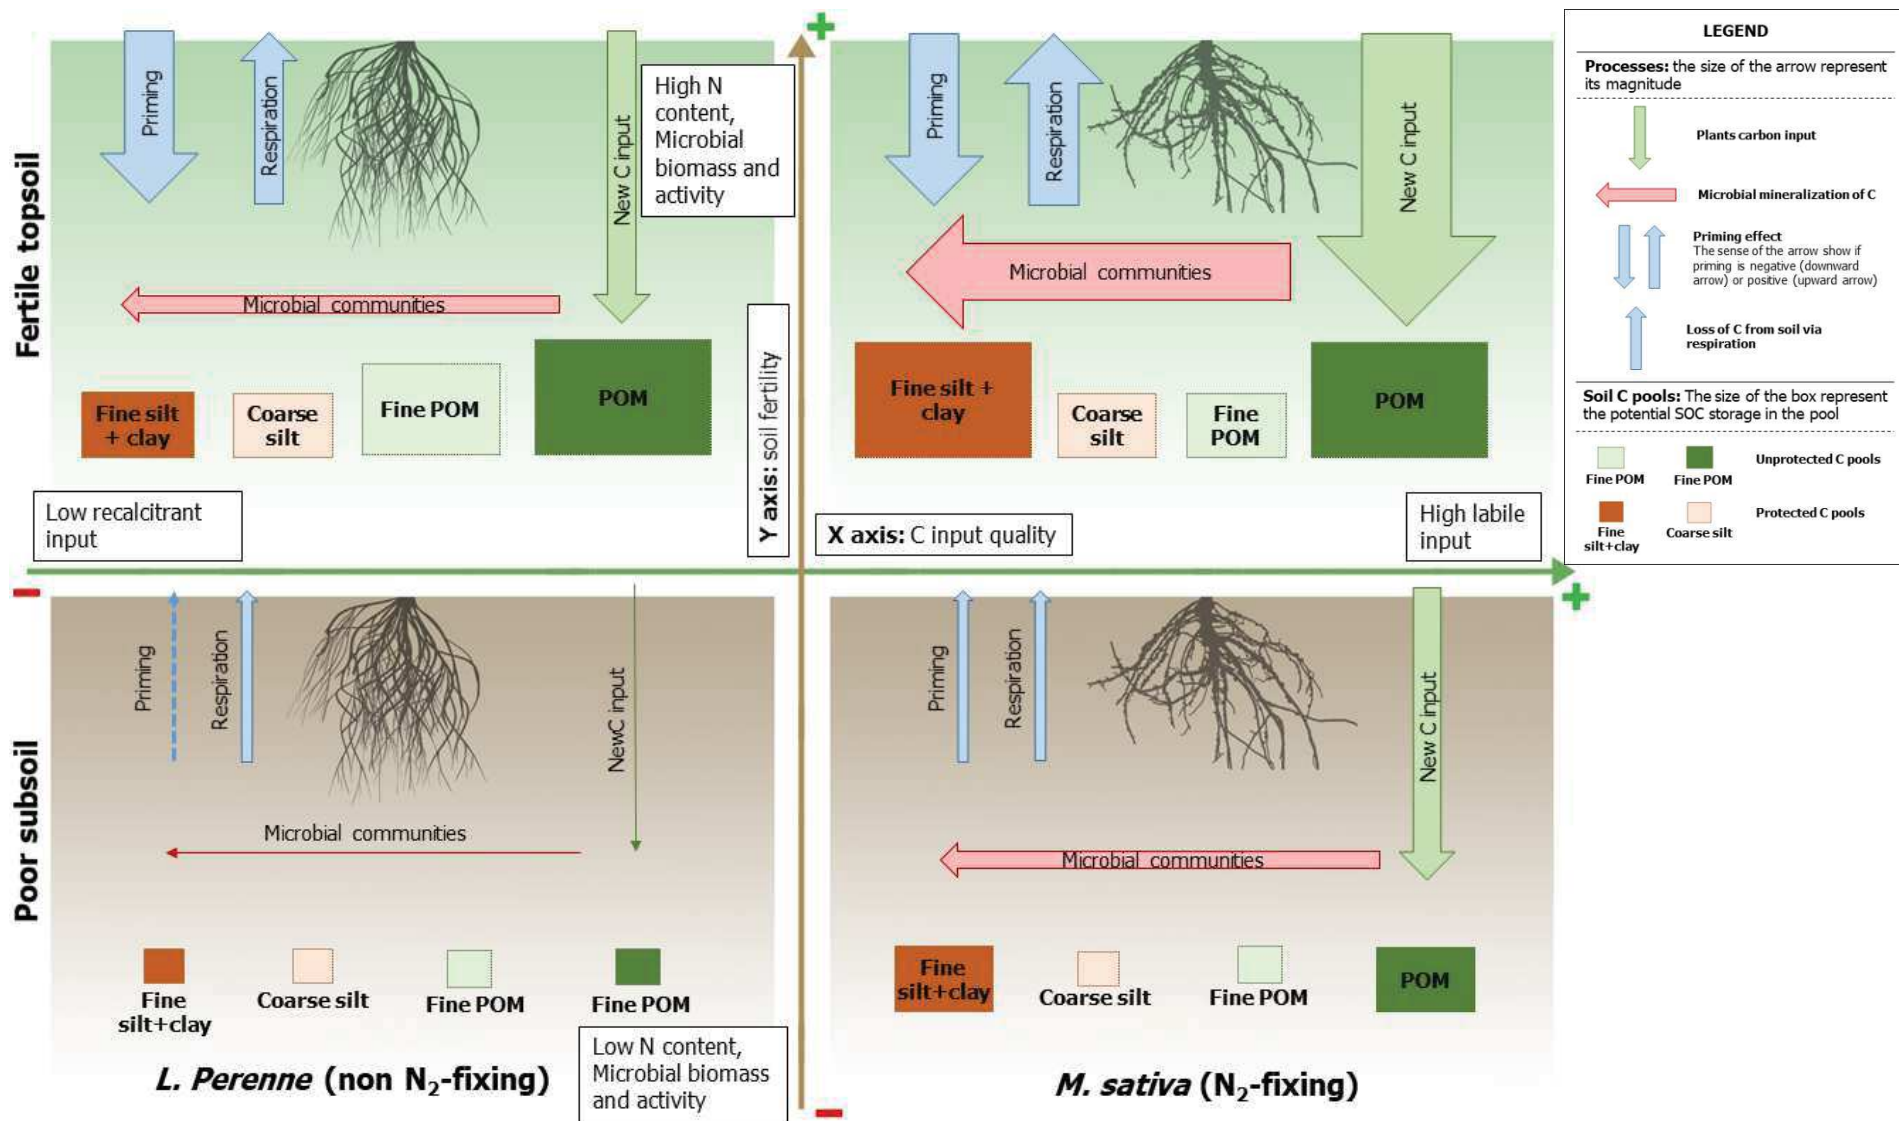 Fertile topsoil
Priming
Respiration
New C input
High N
content,
Microbial
biomass and
activity
Microbial communities
Fine silt
+ clay
Coarse
silt
Fine POM
POM
Low recalcitrant
input
Y axis: soil fertility
Priming
Respiration
New C input
Microbial communities
Fine silt +
clay
Coarse
silt
Fine
POM
POM
X axis: C input quality
High labile
input
LEGEND
Processes: the size of the arrow represent
its magnitude
Plants carbon input
Microbial mineralization of C
Priming effect
The sense of the arrow show if
priming is negative (downward
arrow) or positive (upward arrow)
Loss of C from soil via
respiration
Soil C pools: The size of the box represent
the potential SOC storage in the pool
Fine POM
Fine POM
Unprotected C pools
Fine
silt+clay
Coarse silt
Protected C pools
Poor subsoil
Priming
Respiration
NewC input
Microbial communities
Fine
silt+clay
Coarse silt
Fine POM
Fine POM
Low N content,
Microbial biomass
and activity
L. Perenne (non N₂-fixing)
Priming
Respiration
New C input
Microbial communities
Fine
silt+clay
Coarse silt
Fine POM
POM
M. sativa (N₂-fixing)